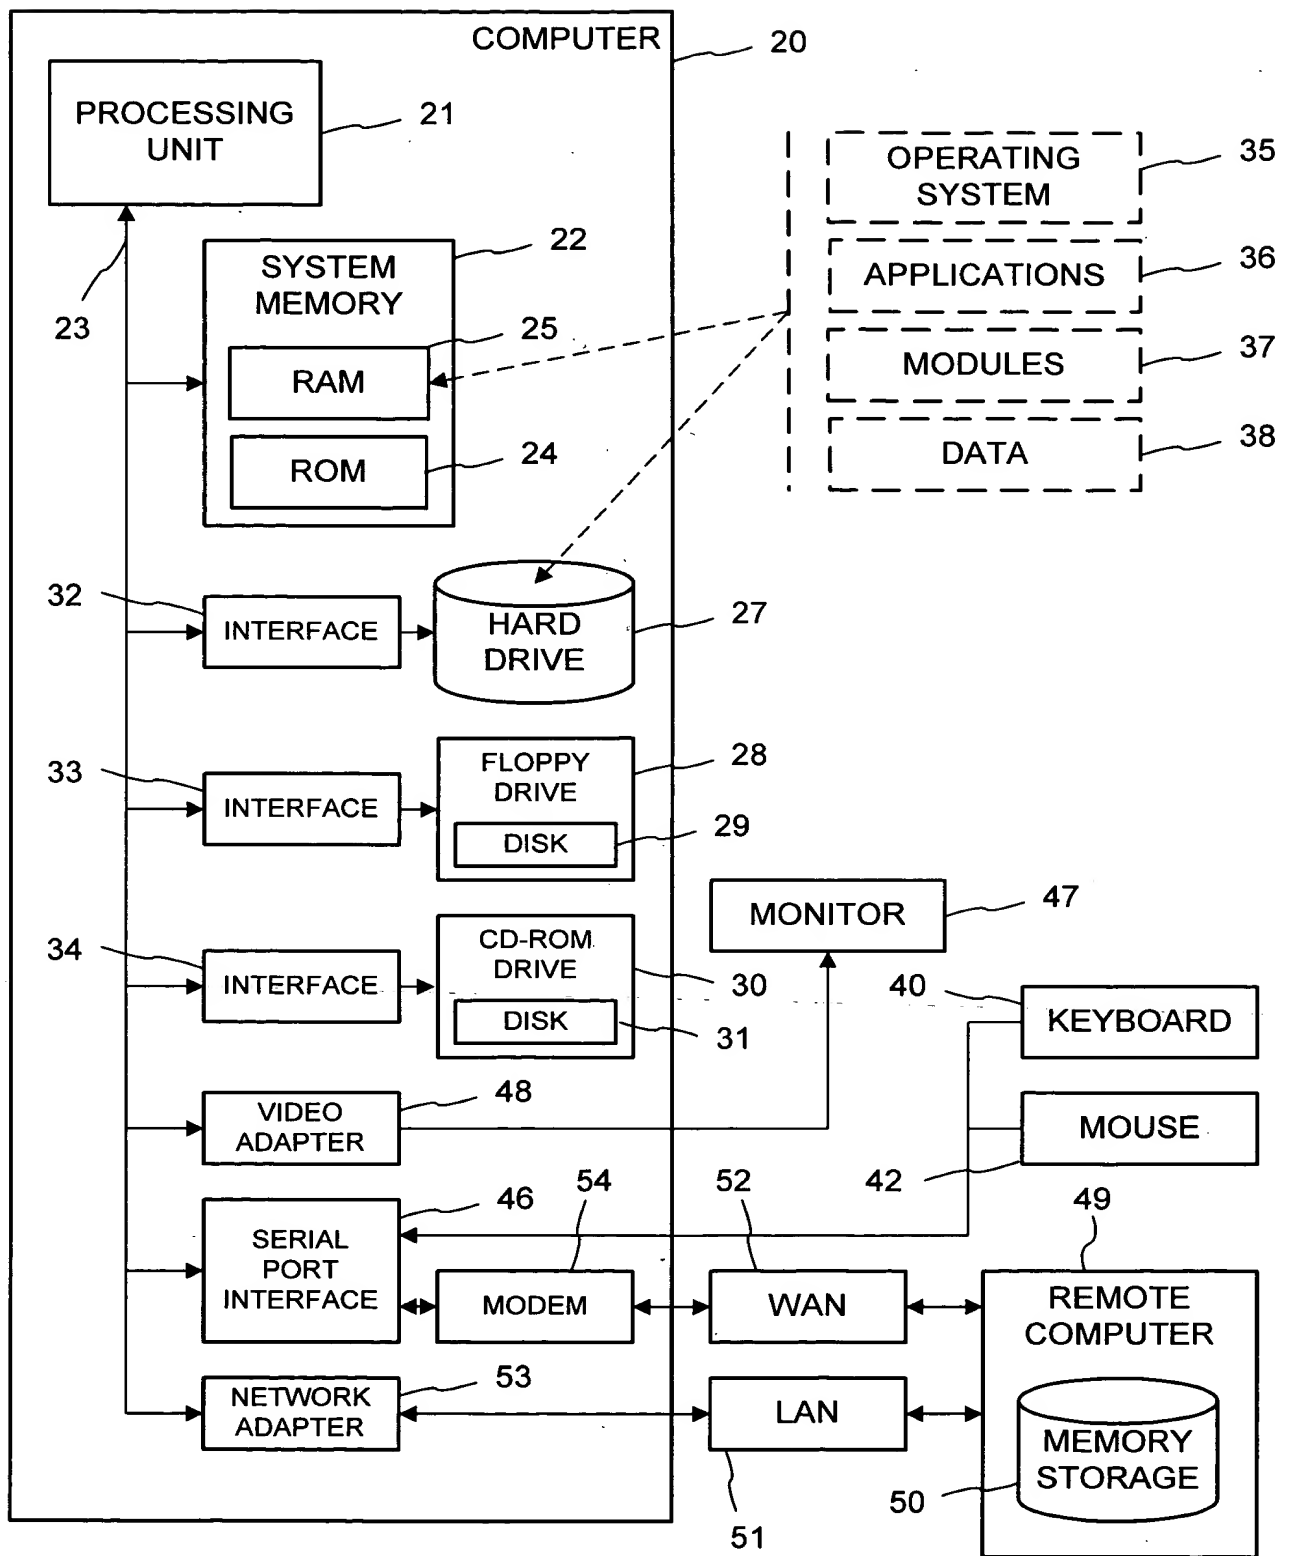 COMPUTER
20
PROCESSING
UNIT
21
23
SYSTEM
MEMORY
22
RAM
25
ROM
24
OPERATING
SYSTEM
35
APPLICATIONS
36
MODULES
37
DATA
38
32
INTERFACE
HARD
DRIVE
27
33
INTERFACE
FLOPPY
DRIVE
28
DISK
29
34
INTERFACE
CD-ROM
DRIVE
30
DISK
31
MONITOR
47
40
KEYBOARD
MOUSE
42
VIDEO
ADAPTER
48
SERIAL
PORT
INTERFACE
46
MODEM
54
WAN
52
REMOTE
COMPUTER
49
NETWORK
ADAPTER
53
LAN
51
MEMORY
STORAGE
50